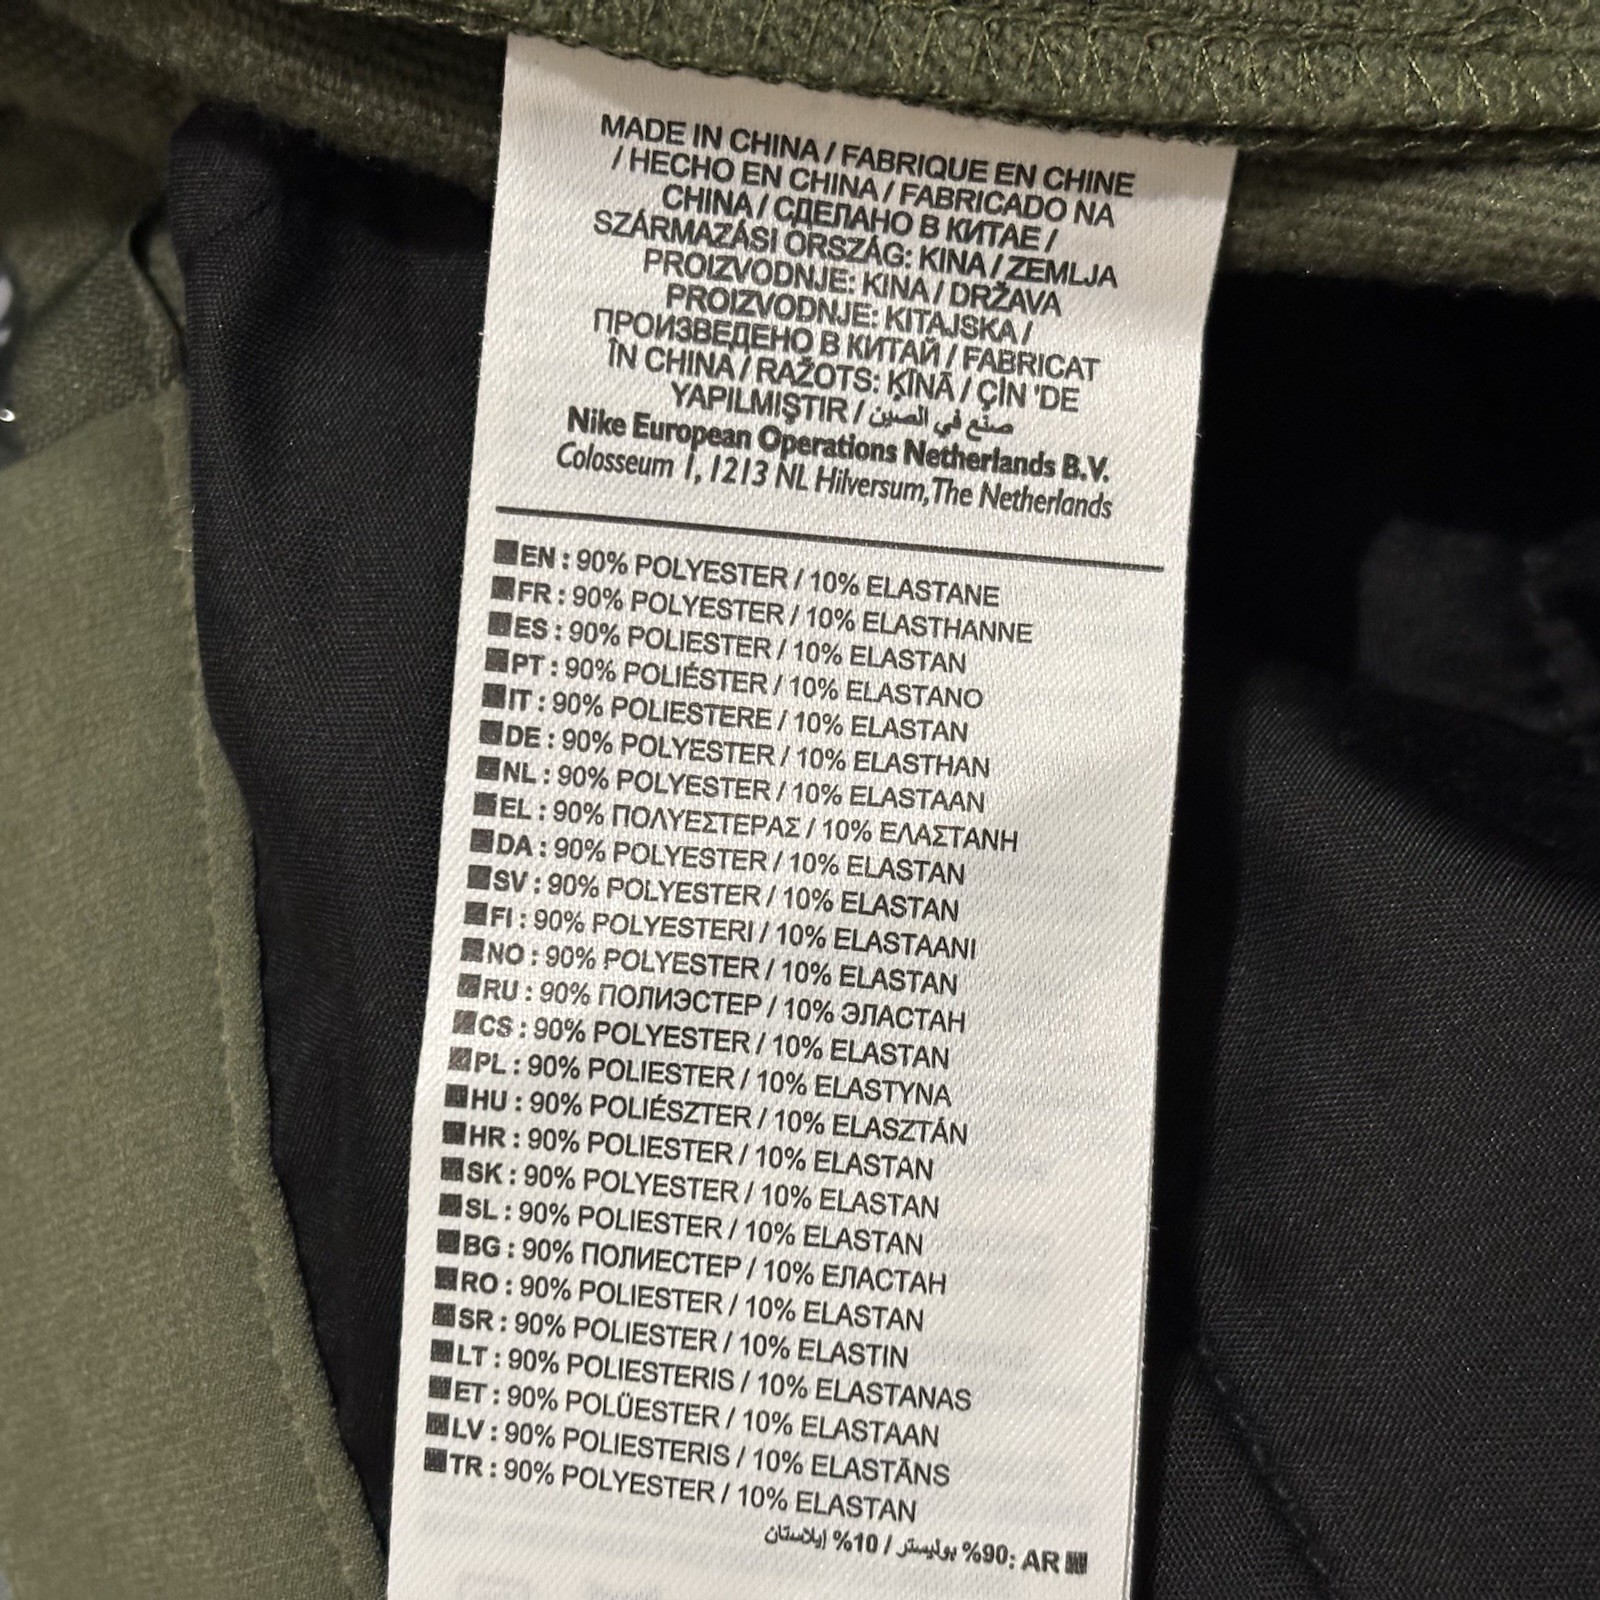 MADE IN CHINA / FABRIQUE EN CHINE
/ HECHO EN CHINA / FABRICADO NA
CHINA / СДЕЛАНО В КИТАЕ /
SZÁRMAZÁSI ORSZÁG: KINA / ZEMLJA
PROIZVODNJE: KINA / DRŽAVA
PROIZVODNJE: KITAJSKA /
ПРОИЗВЕДЕНО В КИТАЙ / FABRICAT
ÎN CHINA / RAŽOTS: ĶĪNĀ / ÇİN 'DE
YAPILMIŞTIR / صنع في الصين
Nike European Operations Netherlands B.V.
Colosseum 1, 1213 NL Hilversum, The Netherlands
EN : 90% POLYESTER / 10% ELASTANE
FR : 90% POLYESTER / 10% ELASTHANNE
ES : 90% POLIESTER / 10% ELASTAN
PT : 90% POLIÉSTER / 10% ELASTANO
IT : 90% POLIESTERE / 10% ELASTAN
DE : 90% POLYESTER / 10% ELASTHAN
NL : 90% POLYESTER / 10% ELASTAAN
EL : 90% ΠΟΛΥΕΣΤΕΡΑΣ / 10% ΕΛΑΣΤΑΝΗ
DA : 90% POLYESTER / 10% ELASTAN
SV : 90% POLYESTER / 10% ELASTAN
FI : 90% POLYESTERI / 10% ELASTAANI
NO : 90% POLYESTER / 10% ELASTAN
RU : 90% ПОЛИЭСТЕР / 10% ЭЛАСТАН
CS : 90% POLYESTER / 10% ELASTAN
PL : 90% POLIESTER / 10% ELASTYNA
HU : 90% POLIÉSZTER / 10% ELASZTÁN
HR : 90% POLIESTER / 10% ELASTAN
SK : 90% POLYESTER / 10% ELASTAN
SL : 90% POLIESTER / 10% ELASTAN
BG : 90% ПОЛИЕСТЕР / 10% ЕЛАСТАН
RO : 90% POLIESTER / 10% ELASTAN
SR : 90% POLIESTER / 10% ELASTIN
LT : 90% POLIESTERIS / 10% ELASTANAS
ET : 90% POLÜESTER / 10% ELASTAAN
LV : 90% POLIESTERIS / 10% ELASTĀNS
TR : 90% POLYESTER / 10% ELASTAN
AR :90% بوليستر / 10% إيلاستان